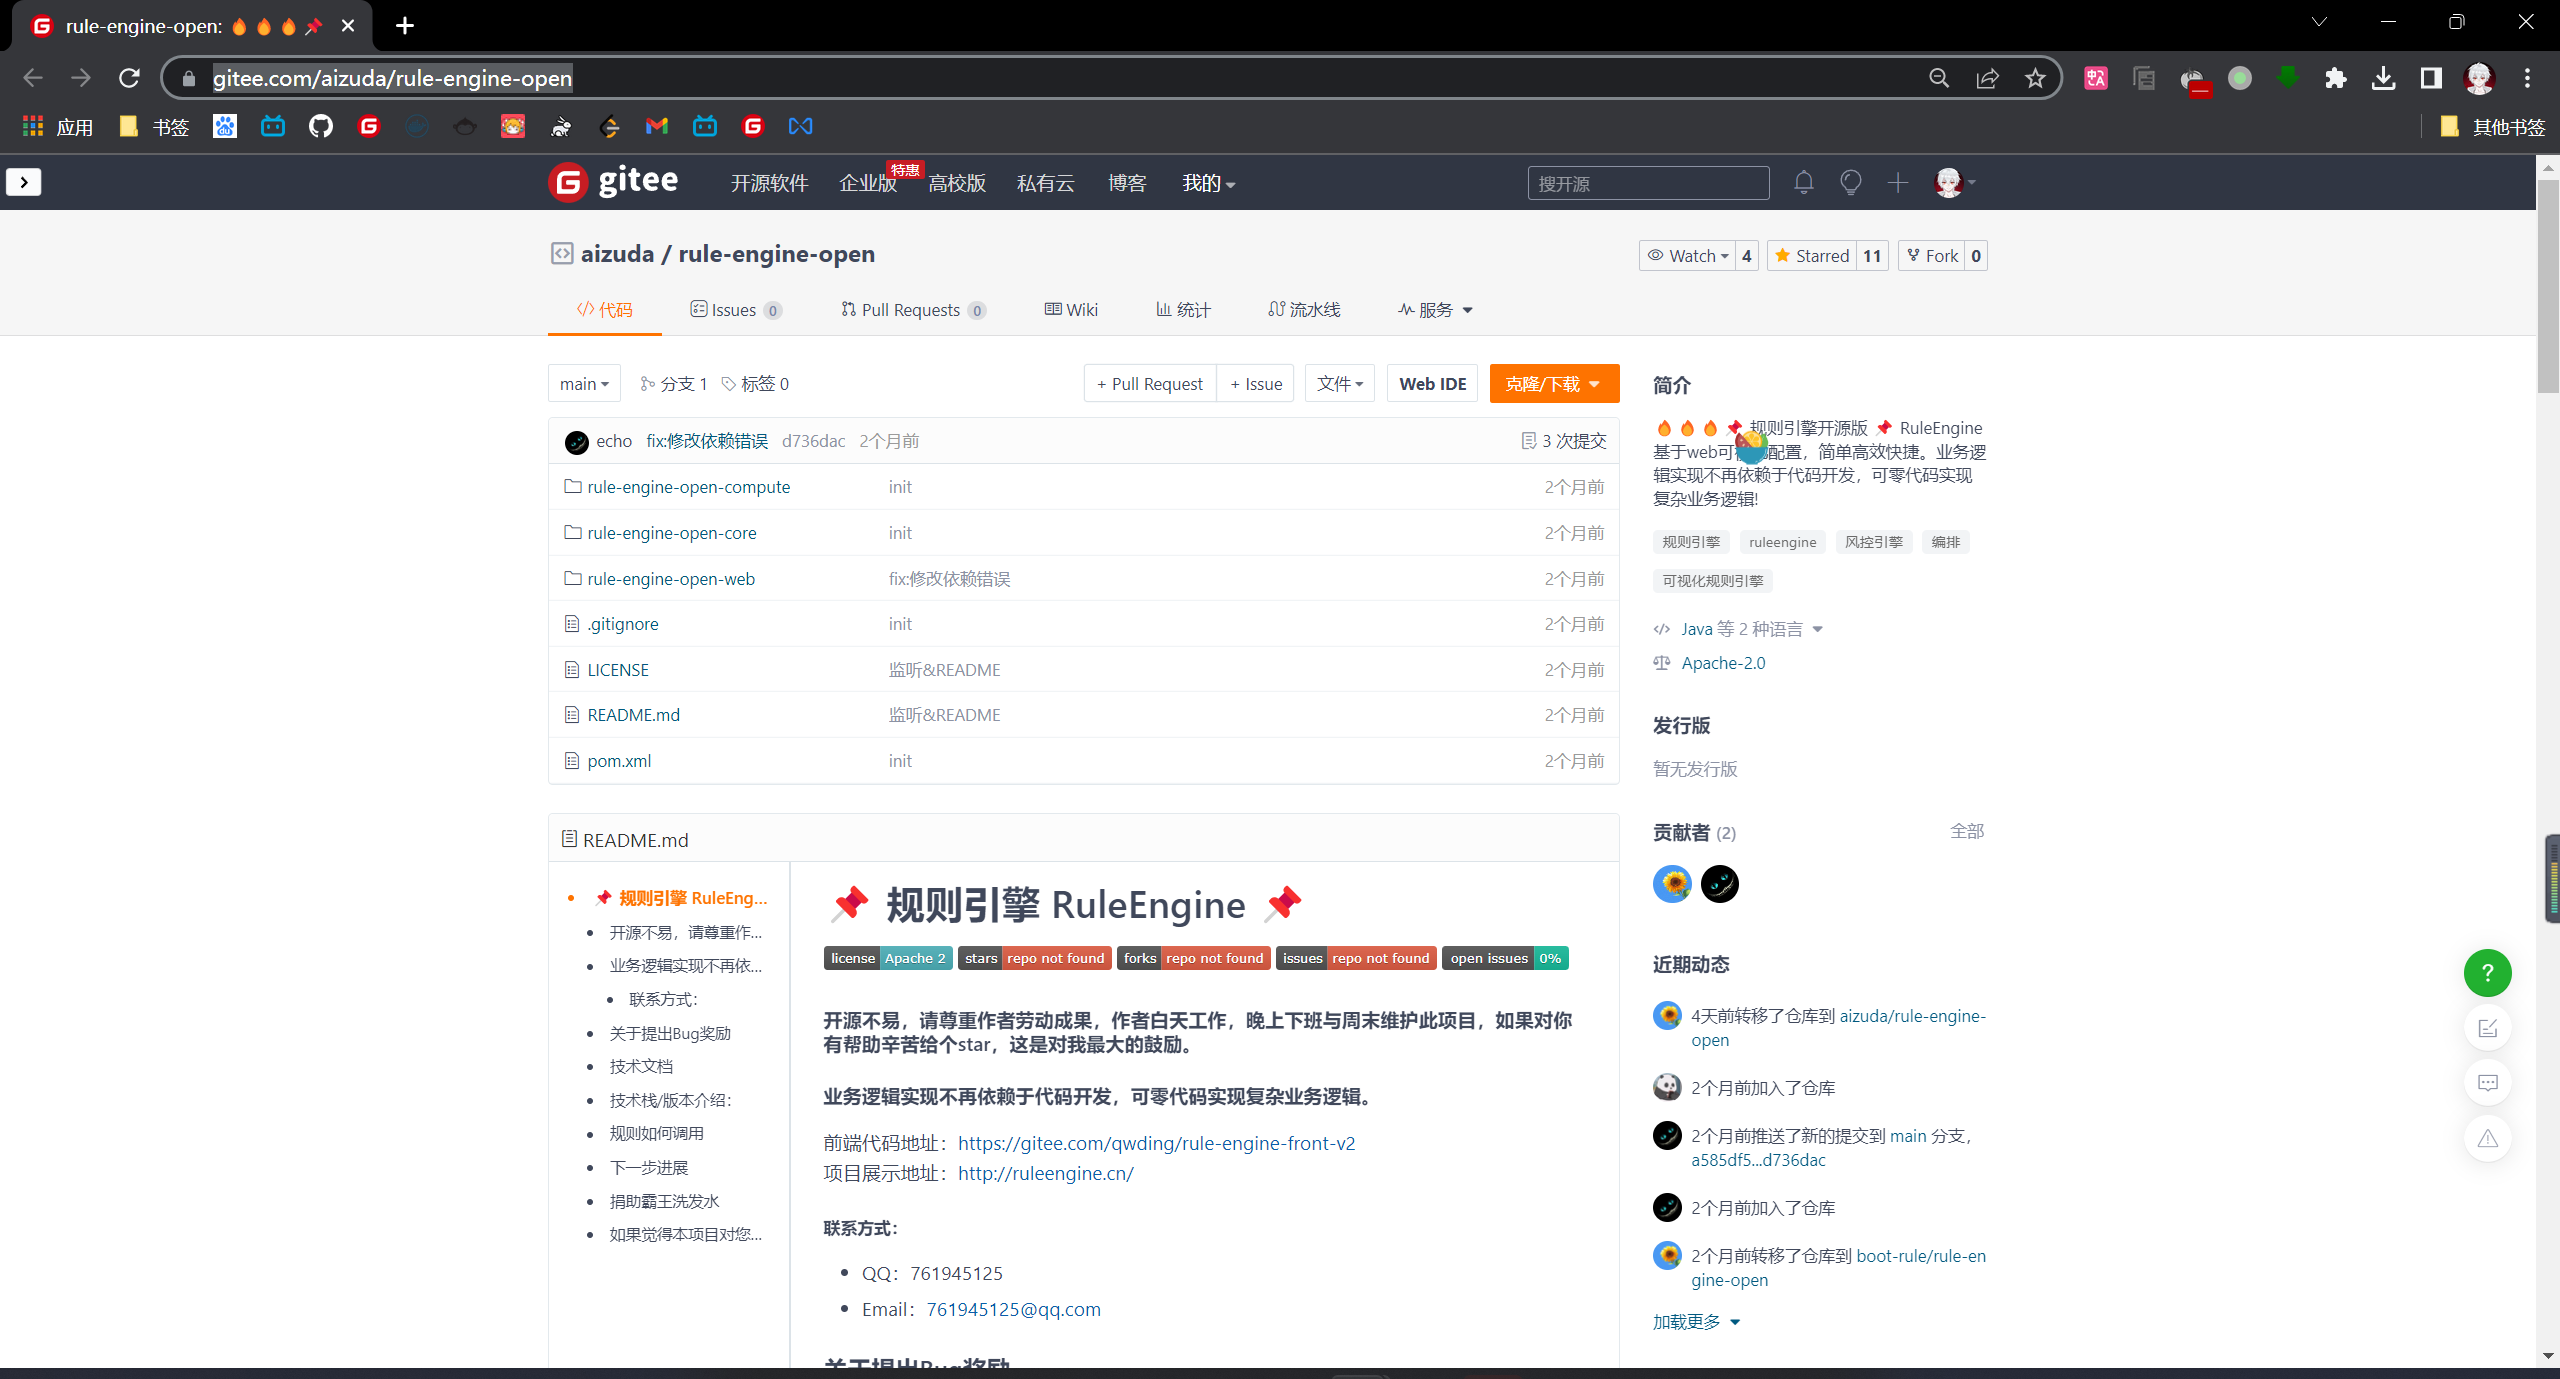 rule-engine-open: 🔥 🔥 🔥 📌
gitee.com/aizuda/rule-engine-open
应用
书签
其他书签
gitee
开源软件
企业版
特惠
高校版
私有云
博客
我的
搜开源
aizuda / rule-engine-open
Watch 4
Starred 11
Fork 0
代码
Issues 0
Pull Requests 0
Wiki
统计
流水线
服务
main
分支 1
标签 0
+ Pull Request
+ Issue
文件
Web IDE
克隆/下载
echo fix:修改依赖错误 d736dac 2个月前
3 次提交
rule-engine-open-compute init 2个月前
rule-engine-open-core init 2个月前
rule-engine-open-web fix:修改依赖错误 2个月前
.gitignore init 2个月前
LICENSE 监听&README 2个月前
README.md 监听&README 2个月前
pom.xml init 2个月前
README.md
📌 规则引擎 RuleEng...
开源不易，请尊重作...
业务逻辑实现不再依...
联系方式：
关于提出Bug奖励
技术文档
技术栈/版本介绍：
规则如何调用
下一步进展
捐助霸王洗发水
如果觉得本项目对您...
📌 规则引擎 RuleEngine 📌
license Apache 2
stars repo not found
forks repo not found
issues repo not found
open issues 0%
开源不易，请尊重作者劳动成果，作者白天工作，晚上下班与周末维护此项目，如果对你
有帮助辛苦给个star，这是对我最大的鼓励。
业务逻辑实现不再依赖于代码开发，可零代码实现复杂业务逻辑。
前端代码地址：https://gitee.com/qwding/rule-engine-front-v2
项目展示地址：http://ruleengine.cn/
联系方式：
QQ：761945125
Email：761945125@qq.com
关于提出Bug奖励
简介
🔥 🔥 🔥 📌 规则引擎开源版 📌 RuleEngine
基于web可配置，简单高效快捷。业务逻
辑实现不再依赖于代码开发，可零代码实现
复杂业务逻辑!
规则引擎
ruleengine
风控引擎
编排
可视化规则引擎
Java 等 2 种语言
Apache-2.0
发行版
暂无发行版
贡献者 (2)
全部
近期动态
4天前转移了仓库到 aizuda/rule-engine-
open
2个月前加入了仓库
2个月前推送了新的提交到 main 分支，
a585df5...d736dac
2个月前加入了仓库
2个月前转移了仓库到 boot-rule/rule-en
gine-open
加载更多